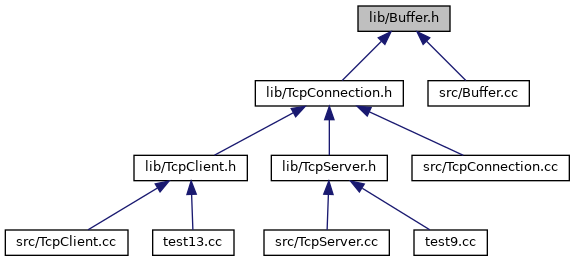 lib/Buffer.h
lib/TcpConnection.h
src/Buffer.cc
lib/TcpClient.h
lib/TcpServer.h
src/TcpConnection.cc
src/TcpClient.cc
test13.cc
src/TcpServer.cc
test9.cc